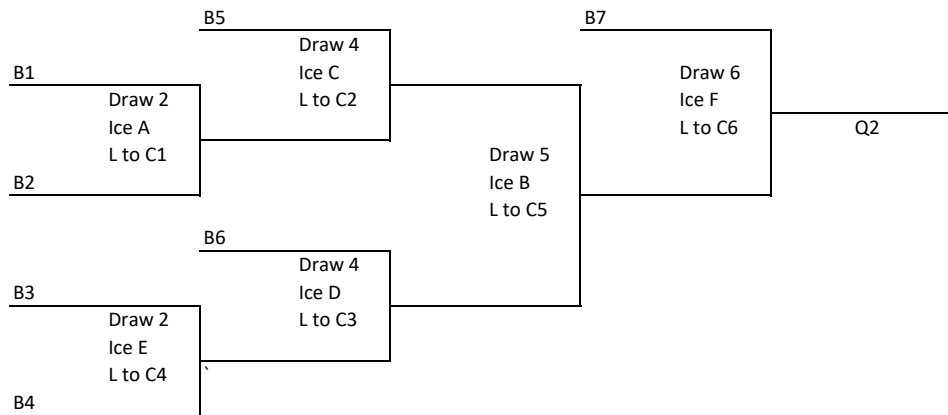 B5
B7
Draw 4
Ice C
L to C2
B1
Draw 6
Ice F
L to C6
Draw 2
Ice A
L to C1
Q2
Draw 5
Ice B
L to C5
B2
B6
Draw 4
Ice D
L to C3
B3
Draw 2
Ice E
L to C4
`
B4